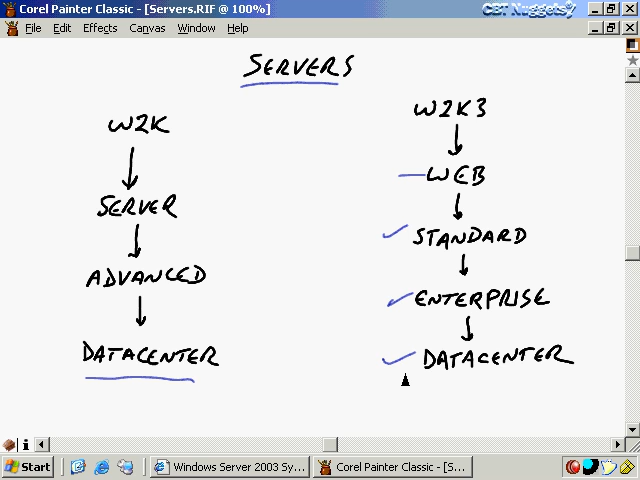 Corel Painter Classic - [Servers.RIF @ 100%]
CBT Nuggets
File Edit Effects Canvas Window Help
SERVERS
W2K
SERVER
ADVANCED
DATACENTER
W2K3
WEB
STANDARD
ENTERPRISE
DATACENTER
Start
Windows Server 2003 Sy...
Corel Painter Classic - [S...